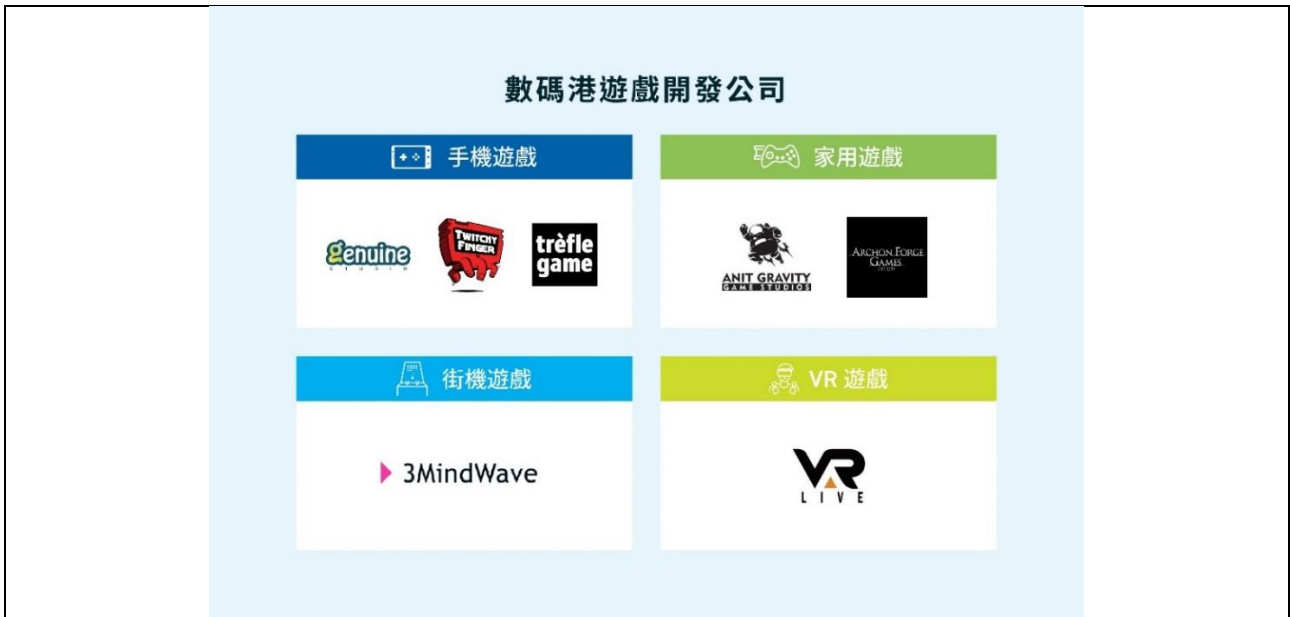 數碼港遊戲開發公司
手機遊戲
genuine
STUDIO
TWITCHY
FINGER
trèfle
game
家用遊戲
ANIT GRAVITY
GAME STUDIOS
ARCHON FORGE
GAMES
街機遊戲
3MindWave
VR 遊戲
VR
LIVE